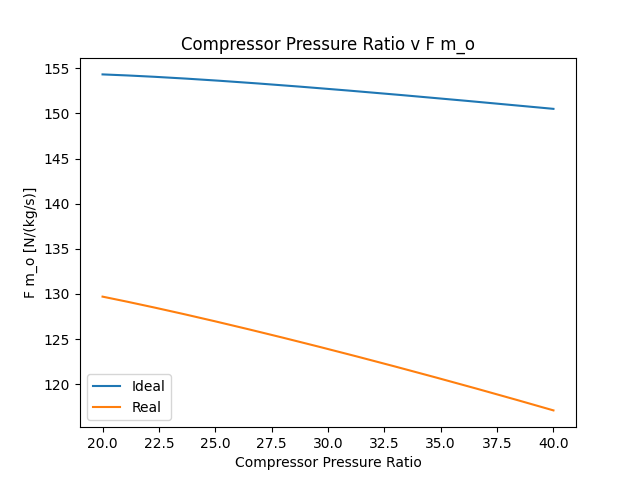 Compressor Pressure Ratio v F m_o
F m_o [N/(kg/s)]
155
150
145
140
135
130
125
120
Ideal
Real
20.0 22.5 25.0 27.5 30.0 32.5 35.0 37.5 40.0
Compressor Pressure Ratio